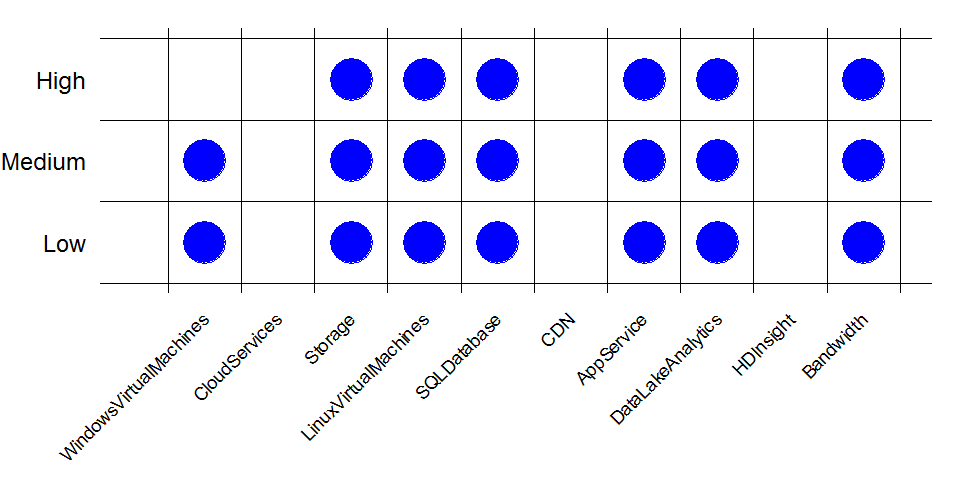 High
Medium
Low
WindowsVirtualMachines
CloudServices
Storage
LinuxVirtualMachines
SQLDatabase
CDN
AppService
DataLakeAnalytics
HDInsight
Bandwidth